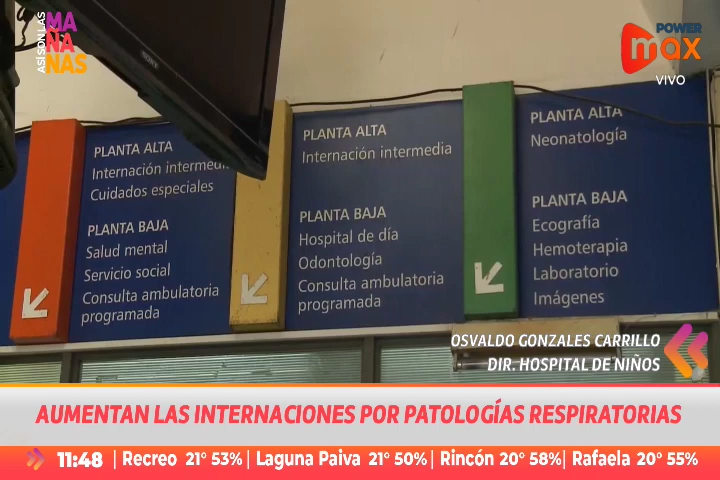 ASÍ SON LAS
MA
ÑA
NAS
POWER
max
VIVO
SONY
PLANTA ALTA
Internación intermedia
Cuidados especiales
PLANTA BAJA
Salud mental
Servicio social
Consulta ambulatoria
programada
PLANTA ALTA
Internación intermedia
PLANTA BAJA
Hospital de día
Odontología
Consulta ambulatoria
programada
PLANTA ALTA
Neonatología
PLANTA BAJA
Ecografía
Hemoterapia
Laboratorio
Imágenes
OSVALDO GONZALES CARRILLO
DIR. HOSPITAL DE NIÑOS
AUMENTAN LAS INTERNACIONES POR PATOLOGÍAS RESPIRATORIAS
11:48 | Recreo 21° 53% | Laguna Paiva 21° 50% | Rincón 20° 58% | Rafaela 20° 55%